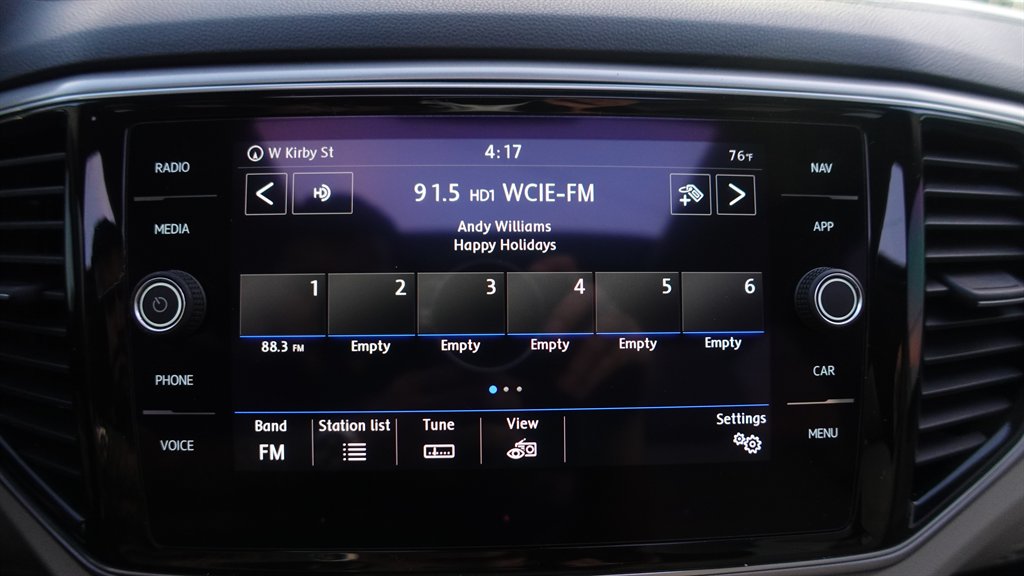 RADIO
MEDIA
PHONE
VOICE
W Kirby St 4:17 76°F
HD
91.5 HD1 WCIE-FM
Andy Williams
Happy Holidays
1 2 3 4 5 6
88.3 FM Empty Empty Empty Empty Empty
Band Station list Tune View Settings
FM
NAV
APP
CAR
MENU